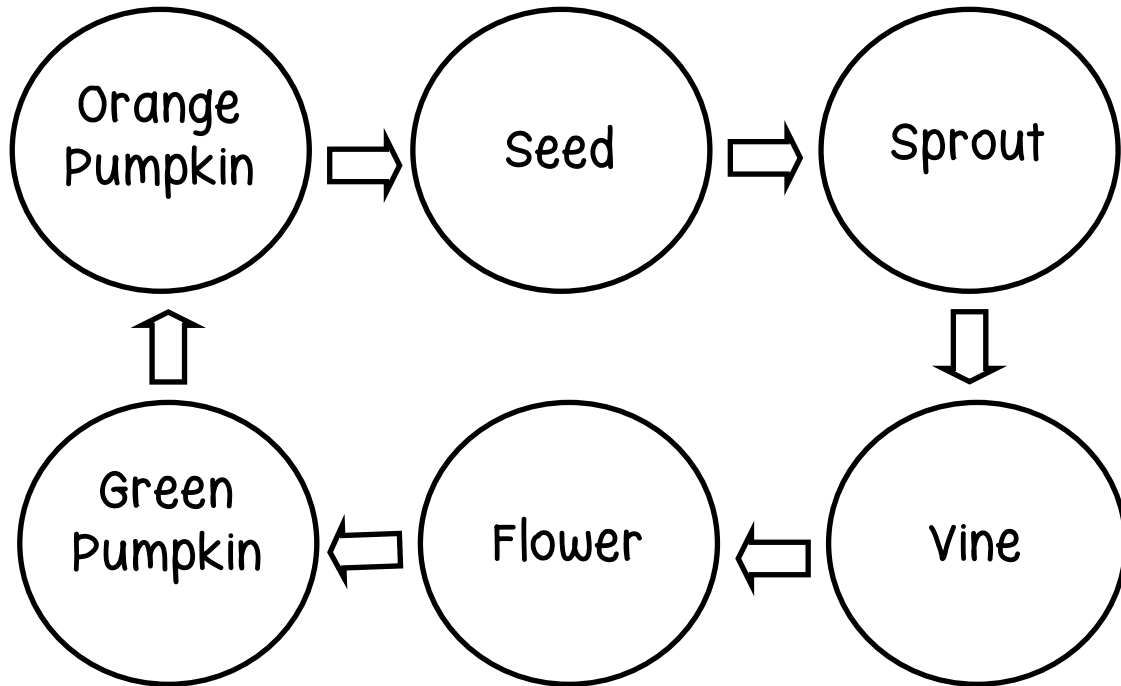 Orange
Pumpkin
Seed
Sprout
Green
Pumpkin
Flower
Vine